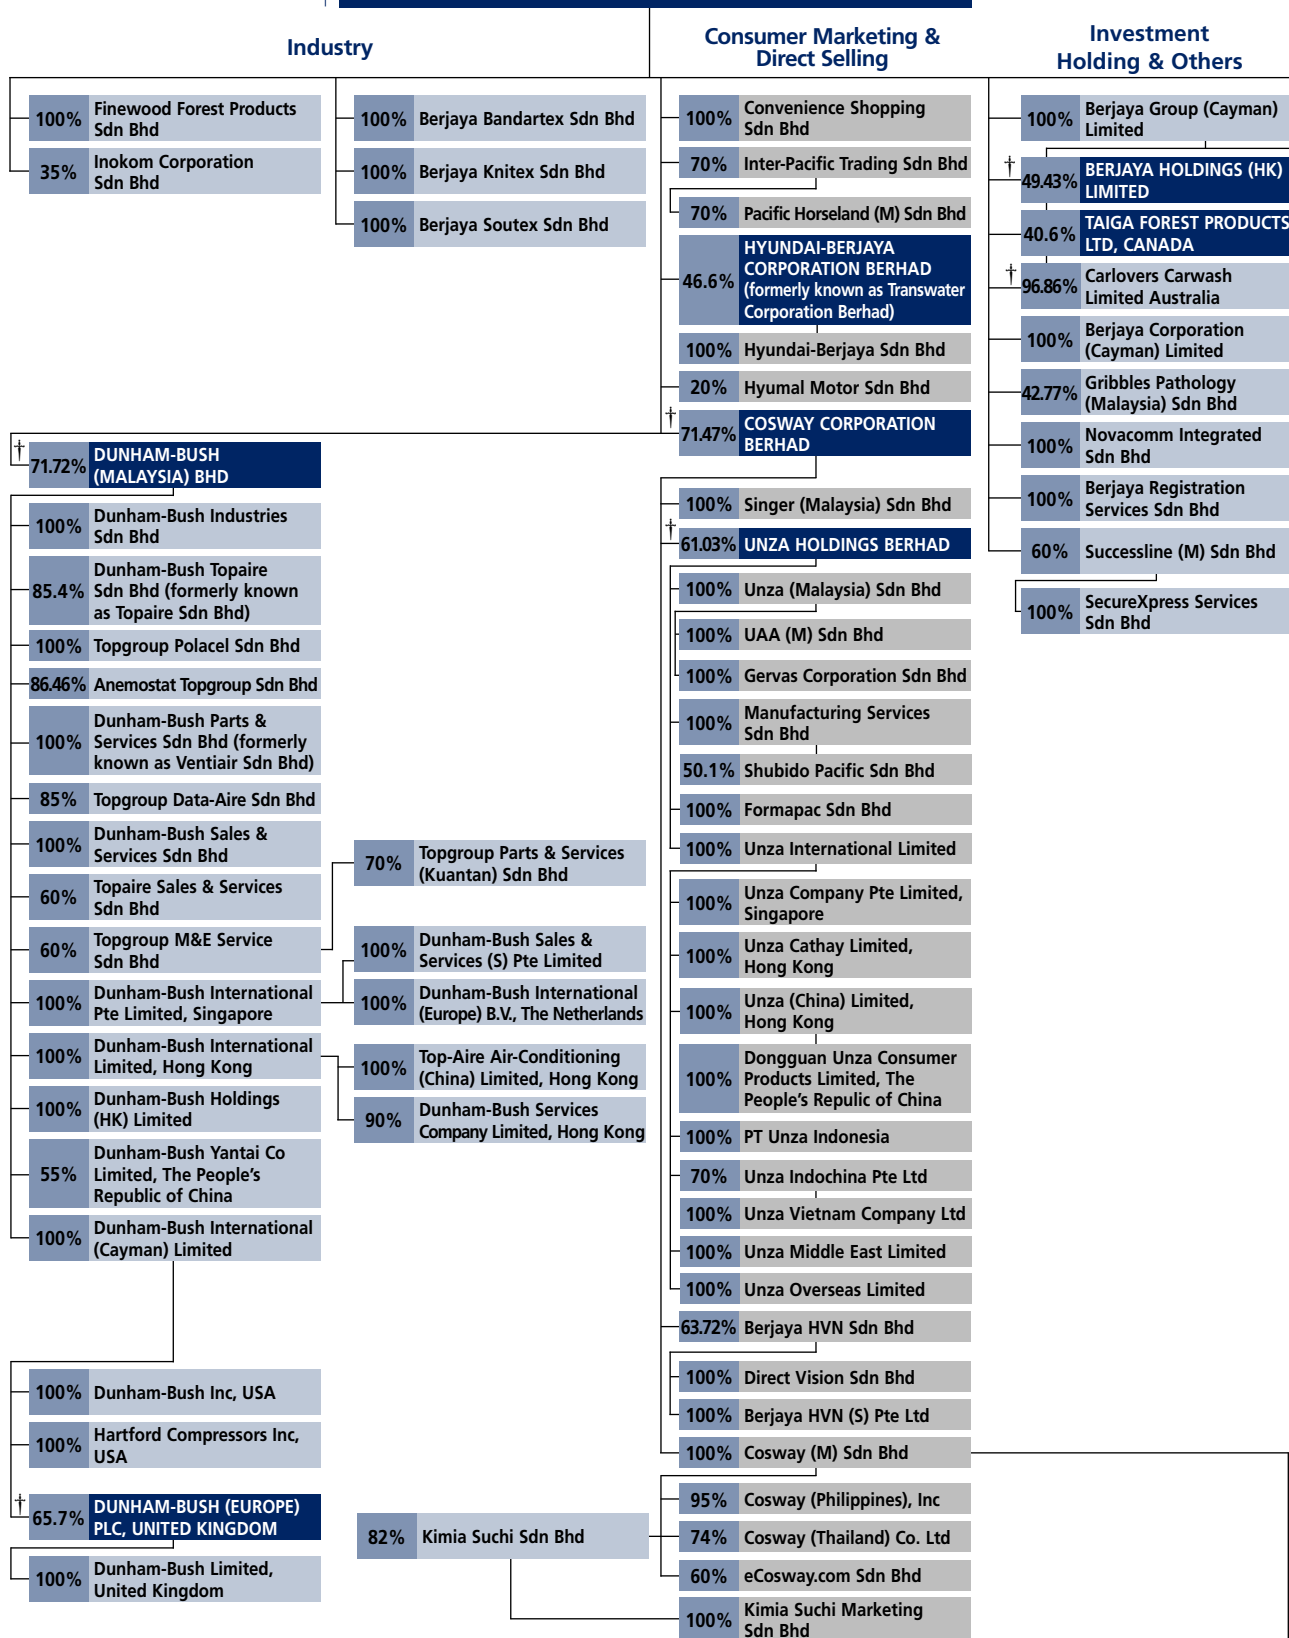 Industry
Consumer Marketing &
Direct Selling
Investment
Holding & Others
100% Finewood Forest Products
Sdn Bhd
35% Inokom Corporation
Sdn Bhd
100% Berjaya Bandartex Sdn Bhd
100% Berjaya Knitex Sdn Bhd
100% Berjaya Soutex Sdn Bhd
† 71.72% DUNHAM-BUSH
(MALAYSIA) BHD
100% Dunham-Bush Industries
Sdn Bhd
85.4% Dunham-Bush Topaire
Sdn Bhd (formerly known
as Topaire Sdn Bhd)
100% Topgroup Polacel Sdn Bhd
86.46% Anemostat Topgroup Sdn Bhd
100% Dunham-Bush Parts &
Services Sdn Bhd (formerly
known as Ventiair Sdn Bhd)
85% Topgroup Data-Aire Sdn Bhd
100% Dunham-Bush Sales &
Services Sdn Bhd
60% Topaire Sales & Services
Sdn Bhd
60% Topgroup M&E Service
Sdn Bhd
100% Dunham-Bush International
Pte Limited, Singapore
100% Dunham-Bush International
Limited, Hong Kong
100% Dunham-Bush Holdings
(HK) Limited
55% Dunham-Bush Yantai Co
Limited, The People's
Republic of China
100% Dunham-Bush International
(Cayman) Limited
100% Dunham-Bush Inc, USA
100% Hartford Compressors Inc,
USA
† 65.7% DUNHAM-BUSH (EUROPE)
PLC, UNITED KINGDOM
100% Dunham-Bush Limited,
United Kingdom
70% Topgroup Parts & Services
(Kuantan) Sdn Bhd
100% Dunham-Bush Sales &
Services (S) Pte Limited
100% Dunham-Bush International
(Europe) B.V., The Netherlands
100% Top-Aire Air-Conditioning
(China) Limited, Hong Kong
90% Dunham-Bush Services
Company Limited, Hong Kong
82% Kimia Suchi Sdn Bhd
100% Convenience Shopping
Sdn Bhd
70% Inter-Pacific Trading Sdn Bhd
70% Pacific Horseland (M) Sdn Bhd
46.6% HYUNDAI-BERJAYA
CORPORATION BERHAD
(formerly known as Transwater
Corporation Berhad)
100% Hyundai-Berjaya Sdn Bhd
20% Hyumal Motor Sdn Bhd
† 71.47% COSWAY CORPORATION
BERHAD
100% Singer (Malaysia) Sdn Bhd
† 61.03% UNZA HOLDINGS BERHAD
100% Unza (Malaysia) Sdn Bhd
100% UAA (M) Sdn Bhd
100% Gervas Corporation Sdn Bhd
100% Manufacturing Services
Sdn Bhd
50.1% Shubido Pacific Sdn Bhd
100% Formapac Sdn Bhd
100% Unza International Limited
100% Unza Company Pte Limited,
Singapore
100% Unza Cathay Limited,
Hong Kong
100% Unza (China) Limited,
Hong Kong
100% Dongguan Unza Consumer
Products Limited, The
People's Repulic of China
100% PT Unza Indonesia
70% Unza Indochina Pte Ltd
100% Unza Vietnam Company Ltd
100% Unza Middle East Limited
100% Unza Overseas Limited
63.72% Berjaya HVN Sdn Bhd
100% Direct Vision Sdn Bhd
100% Berjaya HVN (S) Pte Ltd
100% Cosway (M) Sdn Bhd
95% Cosway (Philippines), Inc
74% Cosway (Thailand) Co. Ltd
60% eCosway.com Sdn Bhd
100% Kimia Suchi Marketing
Sdn Bhd
100% Berjaya Group (Cayman)
Limited
† 49.43% BERJAYA HOLDINGS (HK)
LIMITED
40.6% TAIGA FOREST PRODUCTS
LTD, CANADA
† 96.86% Carlovers Carwash
Limited Australia
100% Berjaya Corporation
(Cayman) Limited
42.77% Gribbles Pathology
(Malaysia) Sdn Bhd
100% Novacomm Integrated
Sdn Bhd
100% Berjaya Registration
Services Sdn Bhd
60% Successline (M) Sdn Bhd
100% SecureXpress Services
Sdn Bhd